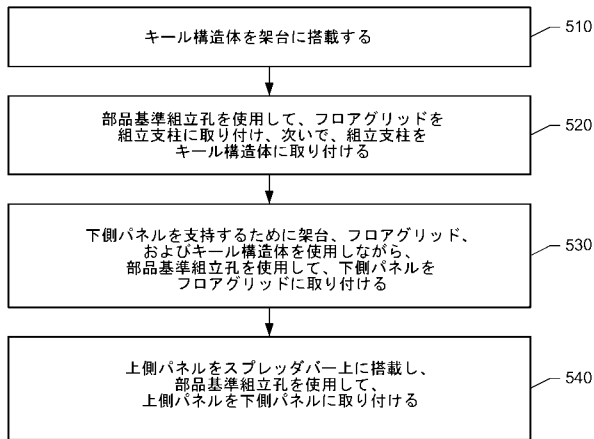 キール構造体を架台に搭載する
510
部品基準組立孔を使用して、フロアグリッドを
組立支柱に取り付け、次いで、組立支柱を
キール構造体に取り付ける
520
下側パネルを支持するために架台、フロアグリッド、
およびキール構造体を使用しながら、
部品基準組立孔を使用して、下側パネルを
フロアグリッドに取り付ける
530
上側パネルをスプレッダバー上に搭載し、
部品基準組立孔を使用して、
上側パネルを下側パネルに取り付ける
540